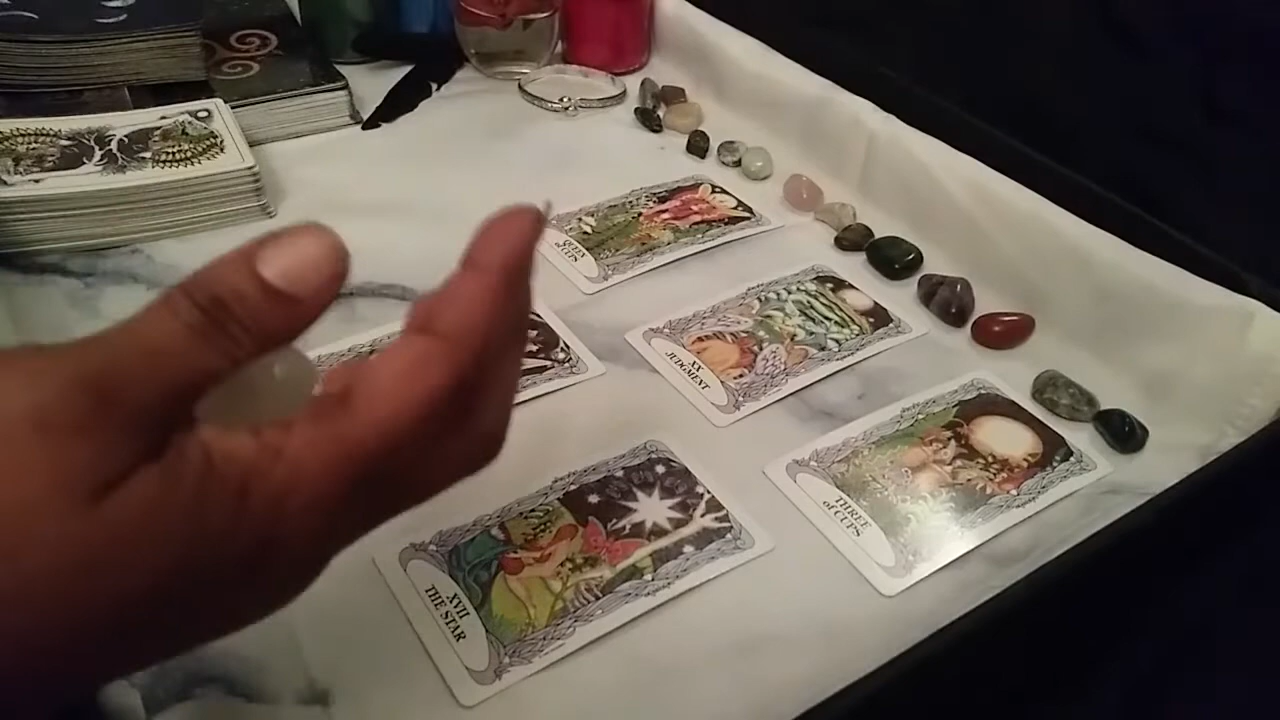 QUEEN
of CUPS
XX
JUDGMENT
THREE
of CUPS
XVII
THE STAR